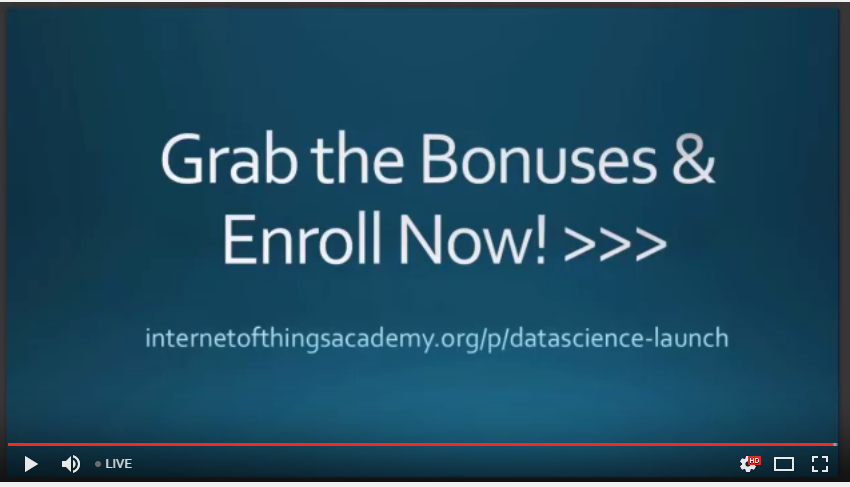 Grab the Bonuses &
Enroll Now! >>>
internetofthingsacademy.org/p/datascience-launch
LIVE
HD